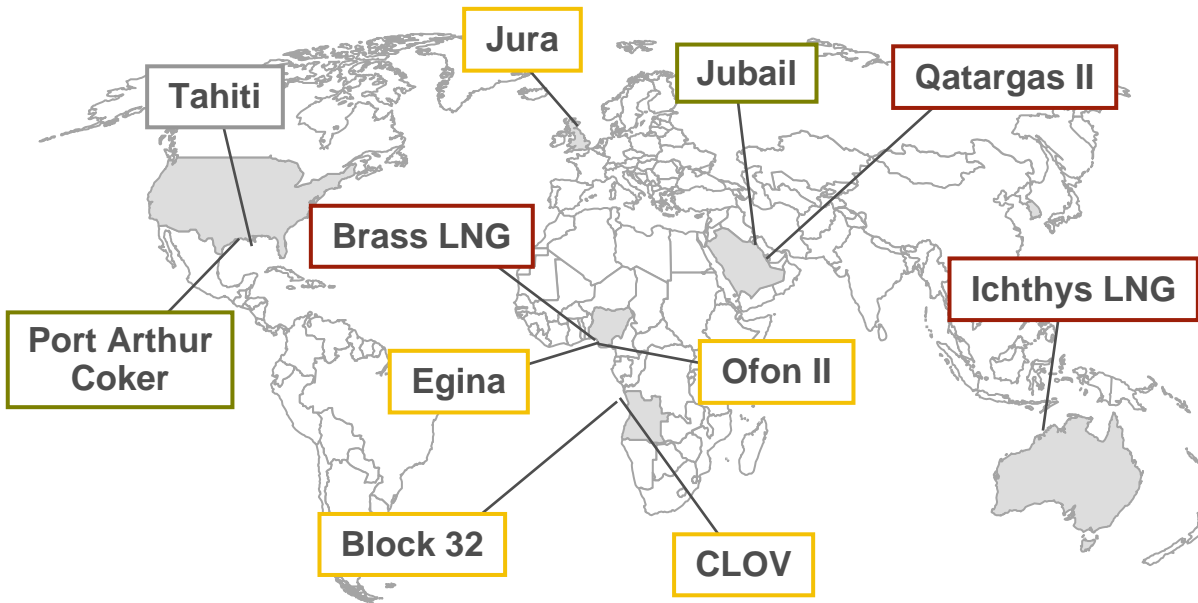 Jura
Jubail
Qatargas II
Tahiti
Brass LNG
Ichthys LNG
Port Arthur
Coker
Egina
Ofon II
Block 32
CLOV